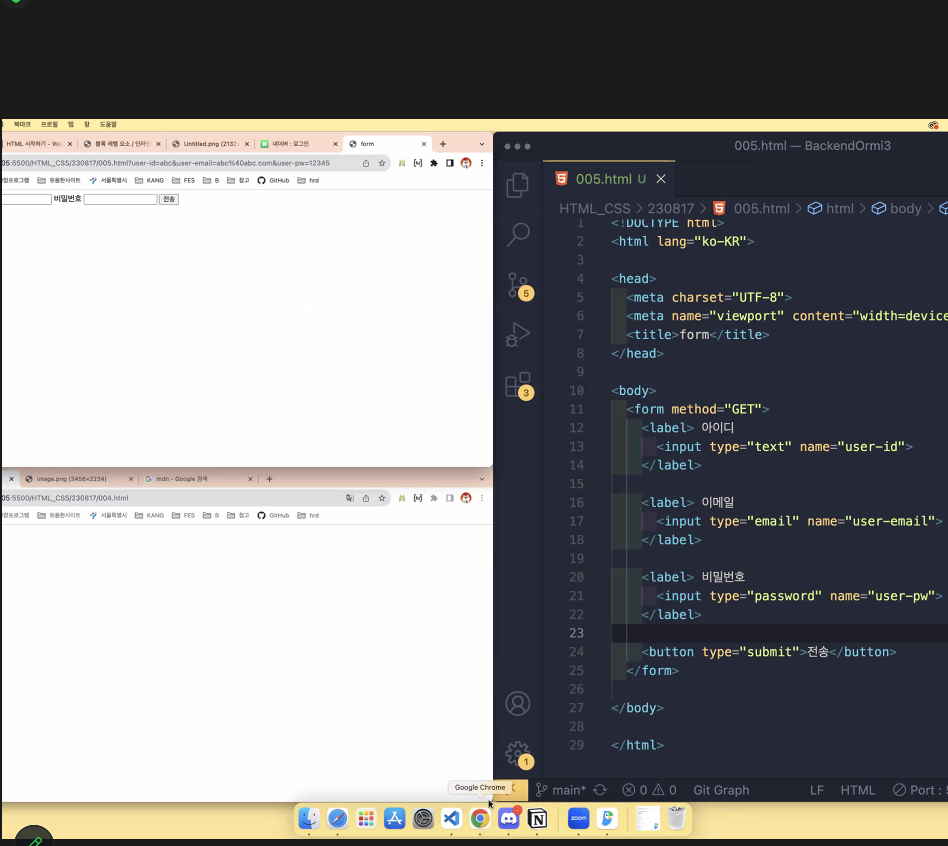 북마크 프로필 탭 창 도움말
HTML 시작하기 - We
블록 레벨 요소 / 인라인
Untitled.png (2132
네이버 : 로그인
form
05:5500/HTML_CSS/230817/005.html?user-id=abc&user-email=abc%40abc.com&user-pw=12345
장프로그램 유용한사이트 서울특별시 KANG FES B 참고 GitHub hrd
비밀번호 전송
image.png (3456x2234)
mdn - Google 검색
05:5500/HTML_CSS/230817/004.html
장프로그램 유용한사이트 서울특별시 KANG FES B 참고 GitHub hrd
005.html — BackendOrmi3
005.html U
HTML_CSS > 230817 > 005.html > html > body >
1 <!DOCTYPE html>
2 <html lang="ko-KR">
3
4 <head>
5 <meta charset="UTF-8">
6 <meta name="viewport" content="width=device
7 <title>form</title>
8 </head>
9
10 <body>
11 <form method="GET">
12 <label> 아이디
13 <input type="text" name="user-id">
14 </label>
15
16 <label> 이메일
17 <input type="email" name="user-email">
18 </label>
19
20 <label> 비밀번호
21 <input type="password" name="user-pw">
22 </label>
23
24 <button type="submit">전송</button>
25 </form>
26
27 </body>
28
29 </html>
5
3
1
main* 0 0 Git Graph LF HTML Port :
Google Chrome
zoom